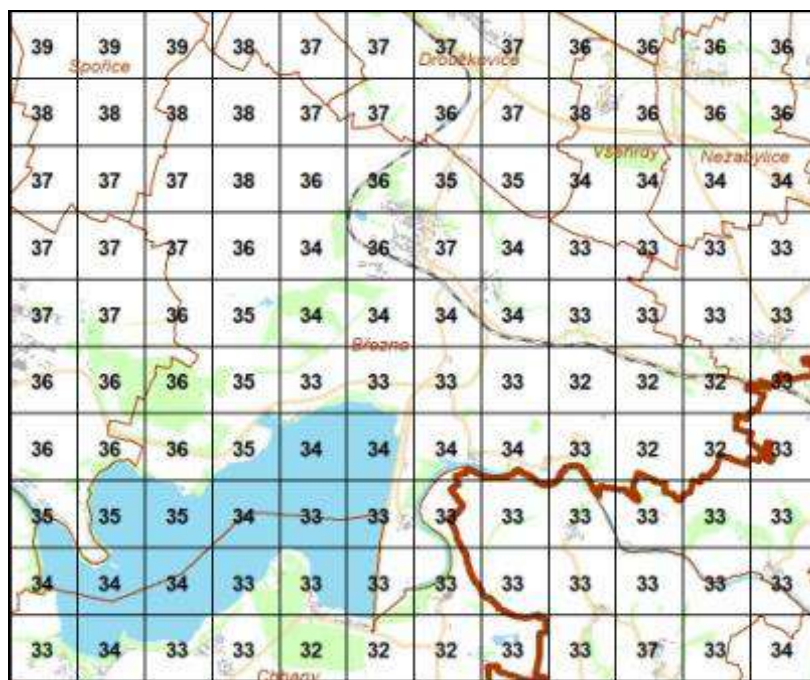 39 39 39 38 37 37 37 37 36 36 36 36
Spořice Droužkovice
38 38 38 38 37 37 36 37 38 36 36 36
Všehrdy Nezabylice
37 37 37 38 36 36 35 35 34 34 34 34
37 37 37 36 34 36 37 34 33 33 33 33
37 37 36 35 34 34 34 34 33 33 33 33
Březno
36 36 36 35 33 33 33 33 32 32 32 33
36 36 36 35 34 34 34 34 33 32 32 33
35 35 35 34 33 33 33 33 33 33 33 33
34 34 34 33 33 33 33 33 33 33 33 33
33 34 33 33 32 32 32 33 33 37 33 34
Chbany